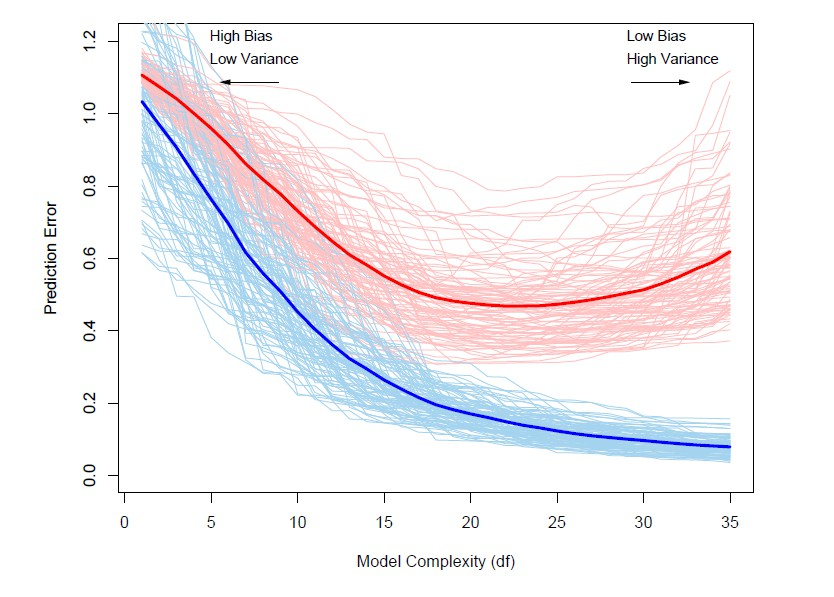 High Bias
Low Variance
Low Bias
High Variance
Prediction Error
1.2
1.0
0.8
0.6
0.4
0.2
0.0
0 5 10 15 20 25 30 35
Model Complexity (df)